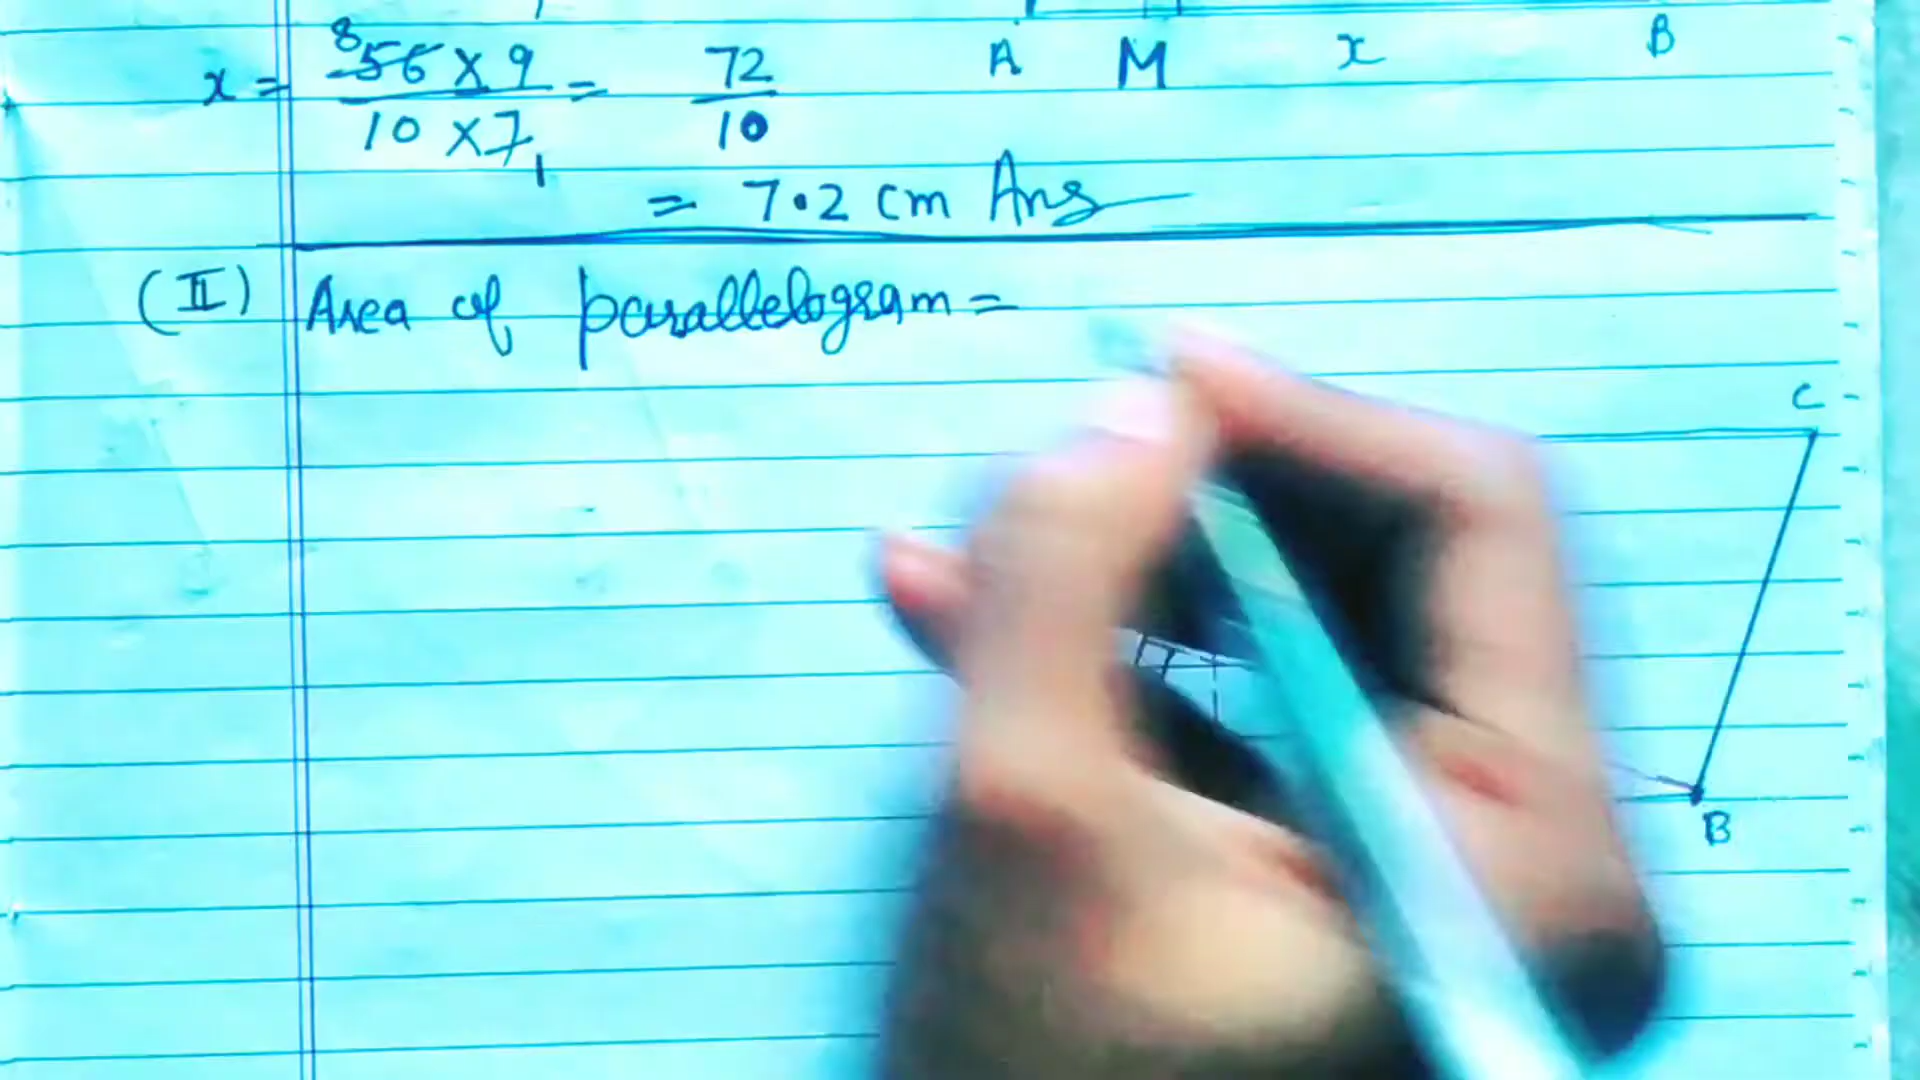 A M x B
8
x = 56 × 9 = 72
10 × 7 1 10
= 7.2 cm Ans
(II) Area of parallelogram =
C
B